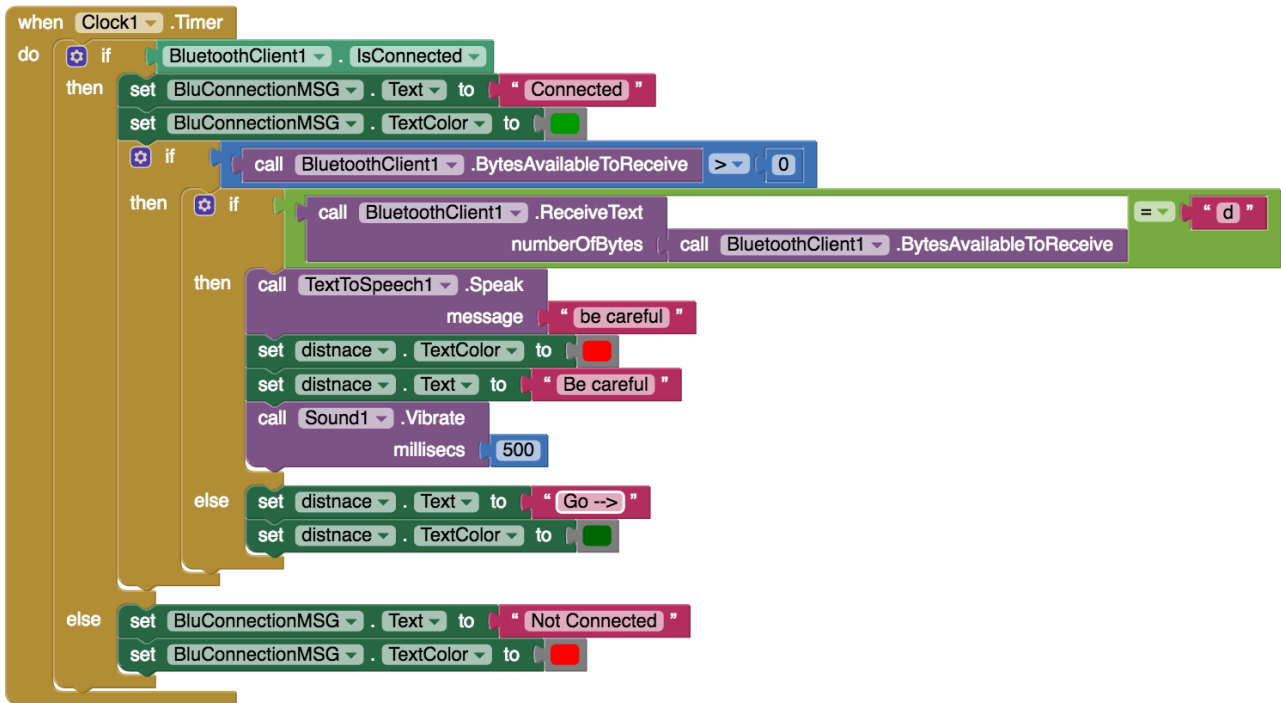 when Clock1 .Timer
do if BluetoothClient1 . IsConnected
then set BluConnectionMSG . Text to " Connected "
set BluConnectionMSG . TextColor to
if call BluetoothClient1 .BytesAvailableToReceive > 0
then if call BluetoothClient1 .ReceiveText = " d "
numberOfBytes call BluetoothClient1 .BytesAvailableToReceive
then call TextToSpeech1 .Speak
message " be careful "
set distnace . TextColor to
set distnace . Text to " Be careful "
call Sound1 .Vibrate
millisecs 500
else set distnace . Text to " Go --> "
set distnace . TextColor to
else set BluConnectionMSG . Text to " Not Connected "
set BluConnectionMSG . TextColor to